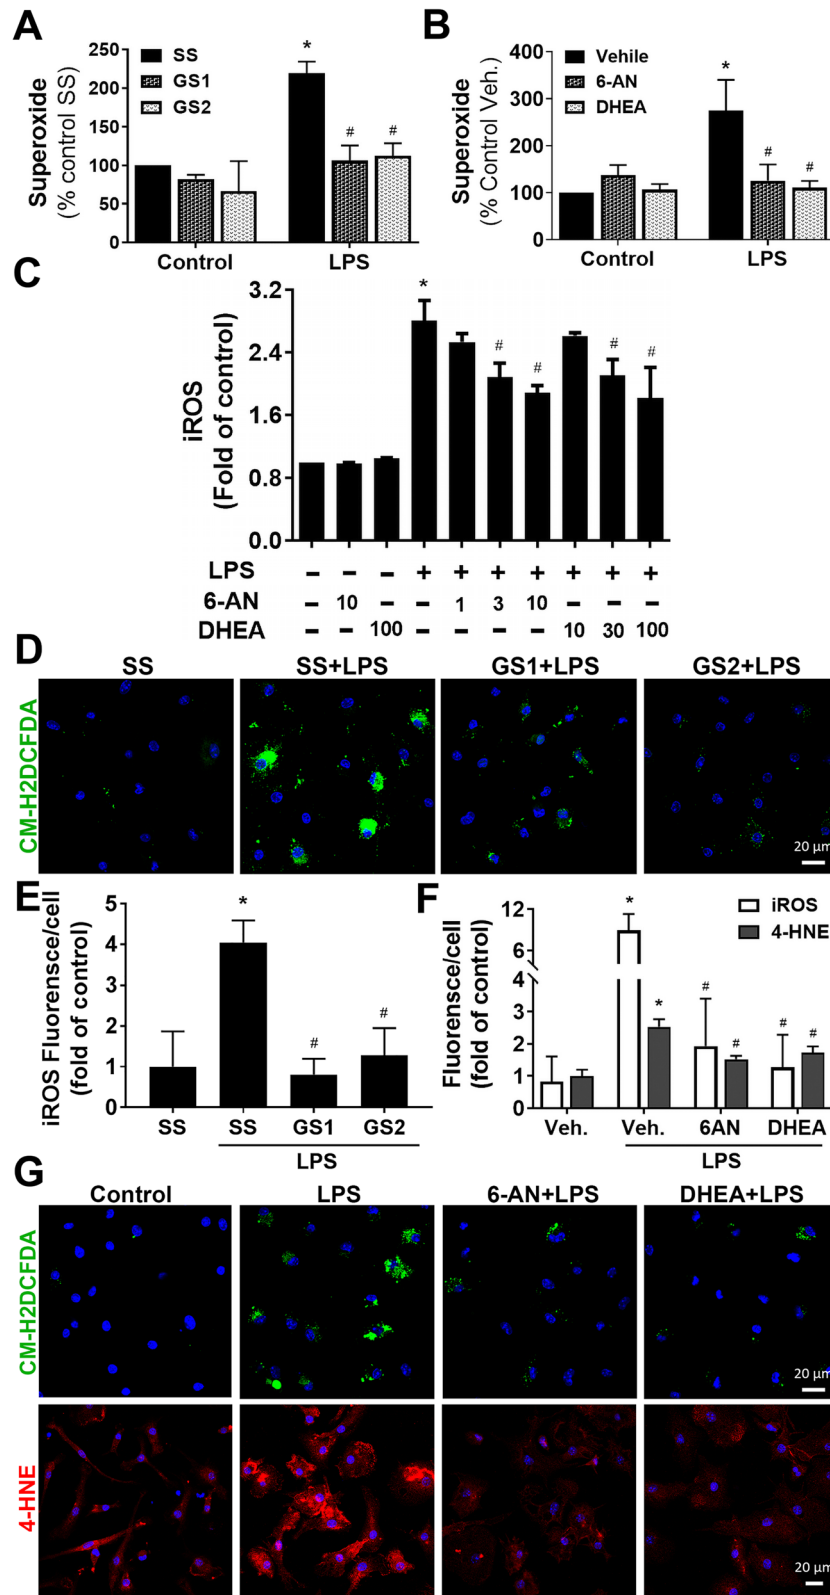 A
Superoxide
(% control SS)
250
200
150
100
50
0
SS
GS1
GS2
*
#
#
Control
LPS
B
Superoxide
(% Control Veh.)
400
300
200
100
0
Vehile
6-AN
DHEA
*
#
#
Control
LPS
C
iROS
(Fold of control)
3.2
2.4
1.6
0.8
0.0
*
#
#
#
#
LPS – – – + + + + + + +
6-AN – 10 – – 1 3 10 – – –
DHEA – – 100 – – – – 10 30 100
D
SS
SS+LPS
GS1+LPS
GS2+LPS
CM-H2DCFDA
20 µm
E
iROS Fluorensce/cell
(fold of control)
5
4
3
2
1
0
*
#
#
SS
SS
GS1
GS2
LPS
F
Fluorensce/cell
(fold of control)
12
6
4
3
2
1
0
iROS
4-HNE
*
*
#
#
#
#
Veh.
Veh.
6AN
DHEA
LPS
G
Control
LPS
6-AN+LPS
DHEA+LPS
CM-H2DCFDA
20 µm
4-HNE
20 µm